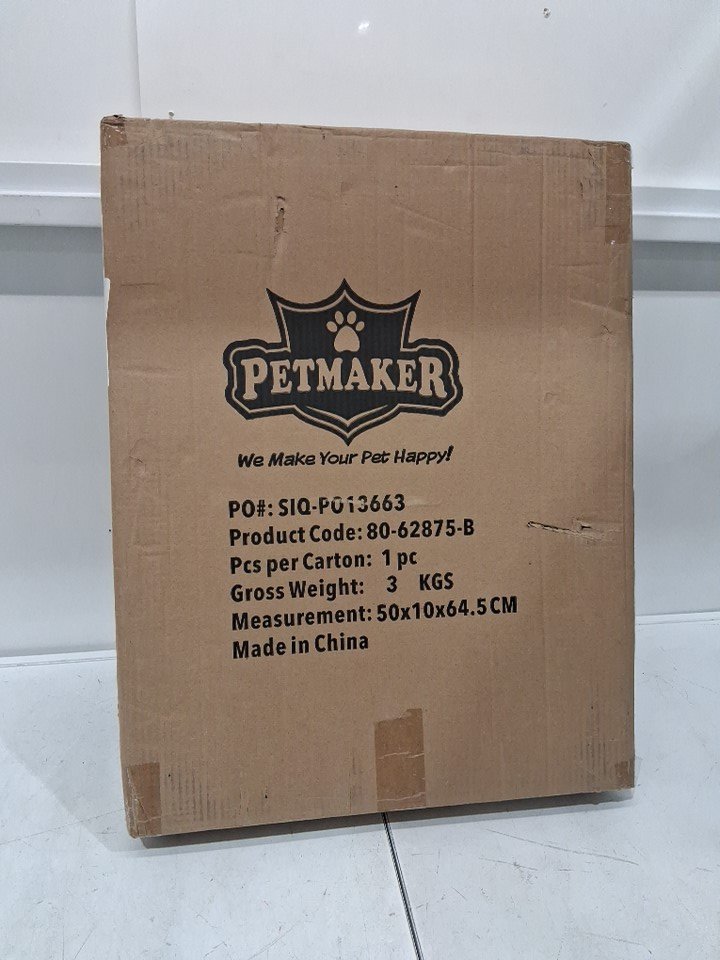 PETMAKER
We Make Your Pet Happy!
PO#: SIQ-PO13663
Product Code: 80-62875-B
Pcs per Carton: 1 pc
Gross Weight: 3 KGS
Measurement: 50x10x64.5CM
Made in China